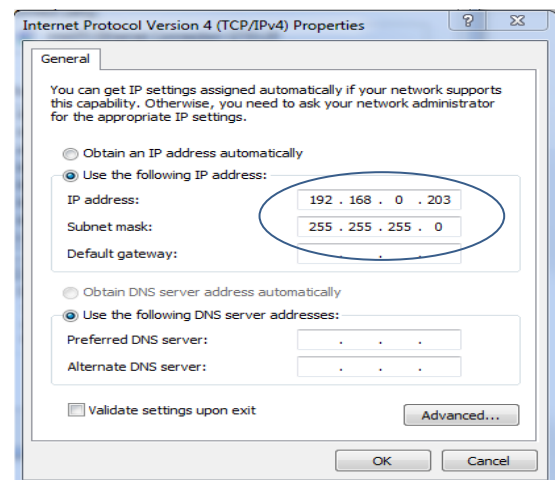 Internet Protocol Version 4 (TCP/IPv4) Properties
General
You can get IP settings assigned automatically if your network supports
this capability. Otherwise, you need to ask your network administrator
for the appropriate IP settings.
Obtain an IP address automatically
Use the following IP address:
IP address: 192 . 168 . 0 . 203
Subnet mask: 255 . 255 . 255 . 0
Default gateway: . . .
Obtain DNS server address automatically
Use the following DNS server addresses:
Preferred DNS server: . . .
Alternate DNS server: . . .
Validate settings upon exit
Advanced...
OK Cancel